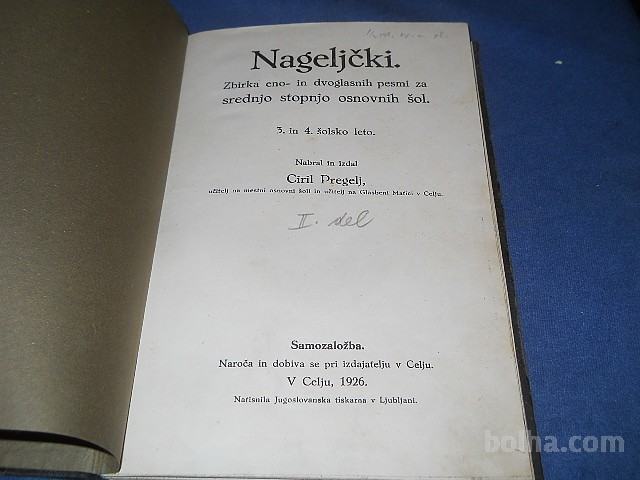 Nageljčki.
Zbirka eno- in dvoglasnih pesmi za
srednjo stopnjo osnovnih šol.
3. in 4. šolsko leto.
Nabral in izdal
Ciril Pregelj,
učitelj na mestni osnovni šoli in učitelj na Glasbeni Matici v Celju.
II. del
Samozaložba.
Naroča in dobiva se pri izdajatelju v Celju.
V Celju, 1926.
Natisnila Jugoslovanska tiskarna v Ljubljani.
bolha.com